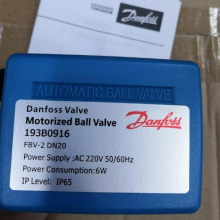 Danfoss
AUTOMATIC BALL VALVE
Danfoss Valve
Motorized Ball Valve
193B0916
Danfoss
FBV-2 DN20
Power Supply :AC 220V 50/60Hz
Power Consumption:6W
IP Level: IP65